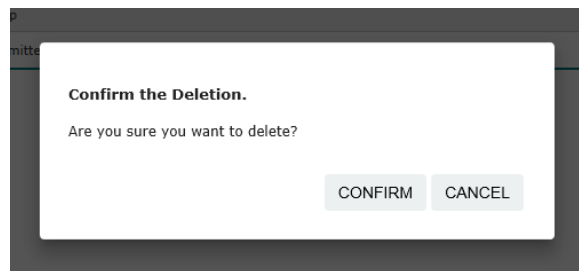 Confirm the Deletion.
Are you sure you want to delete?
CONFIRM CANCEL